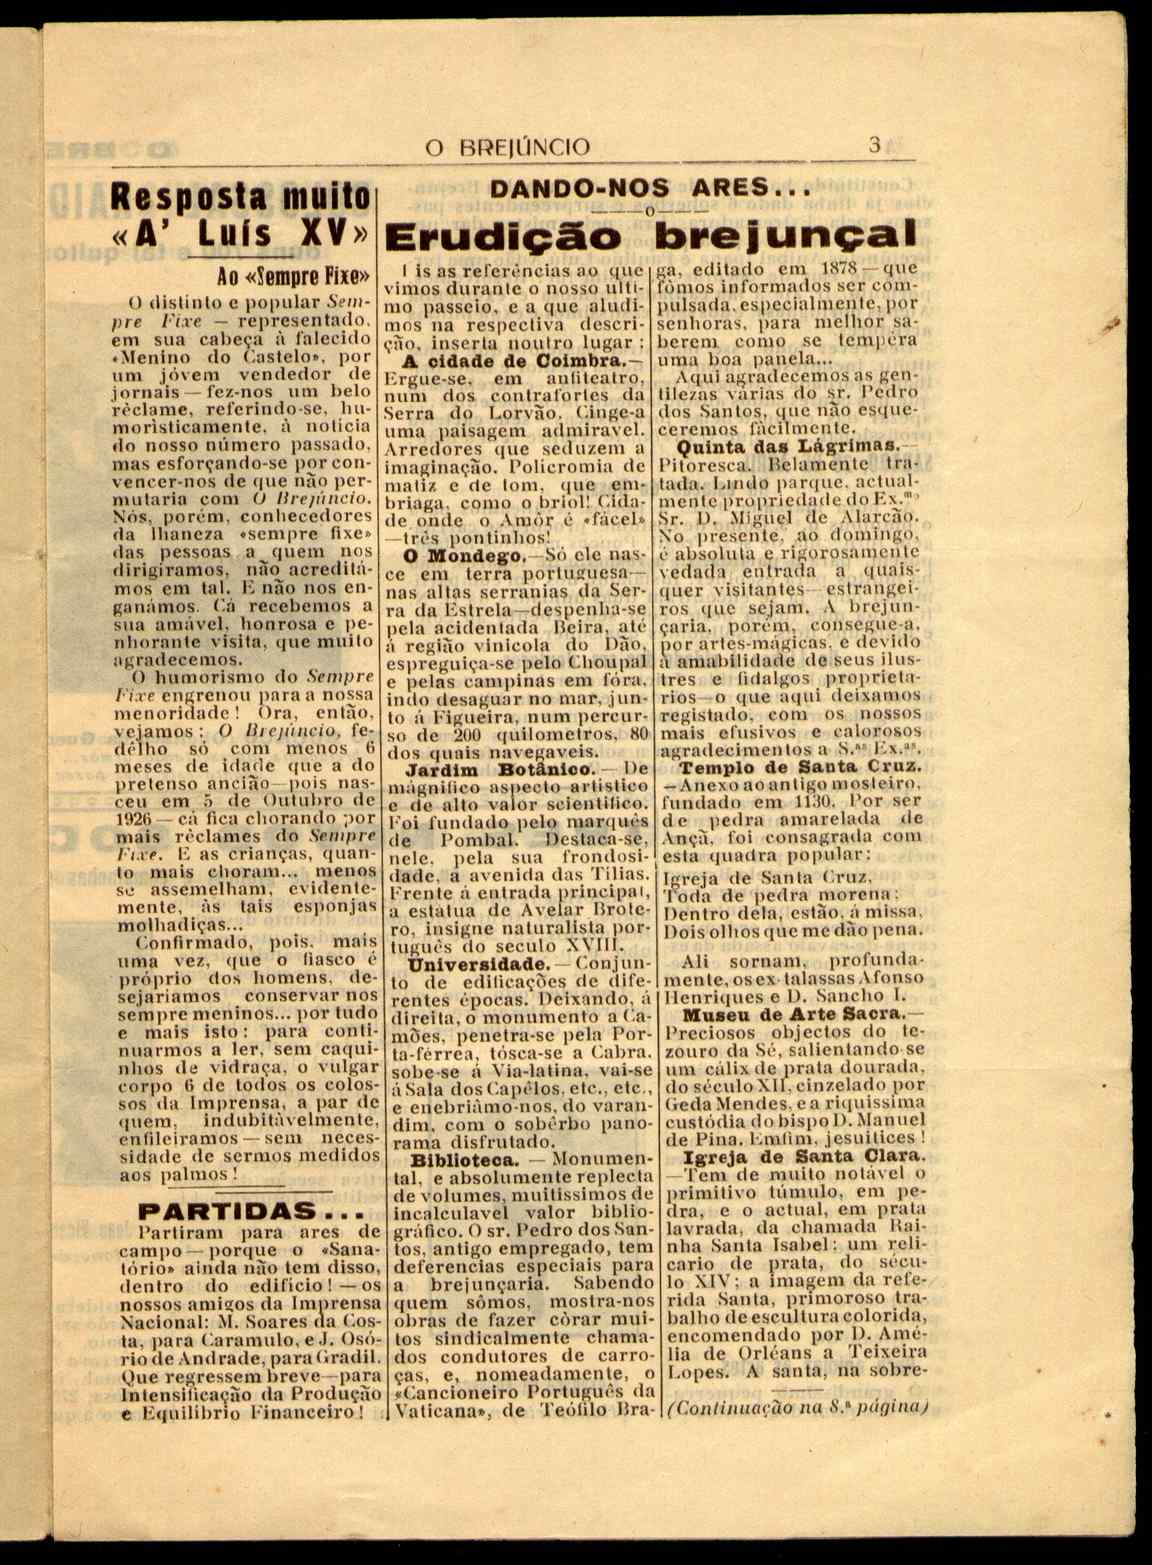 O BREJÚNCIO
3
Resposta muito
«A' Luís XV»
Ao «Sempre Fixe»
O distinto e popular Sem-
pre Fixe — representado,
em sua cabeça à falecido
«Menino do Castelo», por
um jóvem vendedor de
jornais — fez-nos um belo
réclame, referindo-se, hu-
morìsticamente, à notícia
do nosso número passado,
mas esforçando-se por con-
vencer-nos de que não per-
mutaria com O Brejúncio.
Nós, porém, conhecedores
da lhaneza «sempre fixe»
das pessoas a quem nos
dirigíramos, não acreditá-
mos em tal. E não nos en-
ganámos. Cá recebemos a
sua amável, honrosa e pe-
nhorante visita, que muito
agradecemos.
O humorismo do Sempre
Fixe engrenou para a nossa
menoridade! Ora, então,
vejamos: O Brejúncio, fe-
délho só com menos 6
meses de idade que a do
pretenso ancião — pois nas-
ceu em 5 de Outubro de
1926 — cá fica chorando por
mais réclames do Sempre
Fixe. E as crianças, quan-
to mais choram... menos
se assemelham, evidente-
mente, às tais esponjas
molhadiças...
Confirmado, pois, mais
uma vez, que o fiasco é
próprio dos homens, de-
sejaríamos conservar-nos
sempre meninos... por tudo
e mais isto: para conti-
nuarmos a ler, sem caqui-
nhos de vidraça, o vulgar
corpo 6 de todos os colos-
sos da Imprensa, a par de
quem, indubitàvelmente,
enfileiramos — sem neces-
sidade de sermos medidos
aos palmos!
PARTIDAS...
Partiram para ares de
campo — porque o «Sana-
tório» ainda não tem disso,
dentro do edifício! — os
nossos amigos da Imprensa
Nacional: M. Soares da Cos-
ta, para Caramulo, e J. Osó-
rio de Andrade, para Gradil.
Que regressem breve — para
Intensificação da Produção
e Equilíbrio Financeiro!
DANDO-NOS ARES...
o
Erudição brejunçal
is as referências ao que
vimos durante o nosso últi-
mo passeio, e a que aludi-
mos na respectiva descri-
ção, inserta noutro lugar:
A cidade de Coimbra.—
Ergue-se, em anfiteatro,
num dos contrafortes da
Serra do Lorvão. Cinge-a
uma paisagem admiravel.
Arredores que seduzem a
imaginação. Policromia de
matiz e de tom, que em-
briaga, como o briol! Cida-
de onde o Amôr é «fácel»
—três pontinhos!
O Mondego.—Só ele nas-
ce em terra portuguesa—
nas altas serranias da Ser-
ra da Estrela—despenha-se
pela acidentada Beira, até
á região vinicola do Dão,
espreguiça-se pelo Choupal
e pelas campinas em fóra,
indo desaguar no mar, jun-
to á Figueira, num percur-
so de 200 quilometros, 80
dos quais navegaveis.
Jardim Botânico. — De
mágnifico aspecto artistico
e de alto valor scientifico.
Foi fundado pelo marquês
de Pombal. Destaca-se,
nele, pela sua frondosi-
dade, a avenida das Tilias.
Frente á entrada principal,
a estátua de Avelar Brote-
ro, insigne naturalista por-
tuguês do seculo XVIII.
Universidade. — Conjun-
to de edificações de dife-
rentes épocas. Deixando, á
direita, o monumento a Ca-
mões, penetra-se pela Por-
ta-férrea, tósca-se a Cabra,
sobe-se á Via-latina, vai-se
á Sala dos Capêlos, etc., etc.,
e enebriâmo-nos, do varan-
dim, com o sobêrbo pano-
rama disfrutado.
Biblioteca. — Monumen-
tal, e absolumente replecta
de volumes, muitissimos de
incalculavel valor biblio-
gráfico. O sr. Pedro dos San-
tos, antigo empregado, tem
deferencias especiais para
a brejunçaria. Sabendo
quem sômos, mostra-nos
obras de fazer còrar mui-
tos sindicalmente chama-
dos condutores de carro-
ças, e, nomeadamente, o
«Cancioneiro Português da
Vaticana», de Teófilo Bra-
ga, editado em 1878 — que
fômos informados ser com-
pulsada, especialmente, por
senhoras, para melhor sa-
berem como se tempéra
uma boa panela...
Aqui agradecemos as gen-
tilezas várias do sr. Pedro
dos Santos, que não esque-
ceremos fácilmente.
Quinta das Lágrimas.—
Pitoresca. Belamente tra-
tada. Lindo parque, actual-
mente propriedade do Ex.mo
Sr. D. Miguel de Alarcão.
No presente, ao domingo,
é absoluta e rigorosamente
vedada entrada a quais-
quer visitantes — estrangei-
ros que sejam. A brejun-
çaria, porém, consegue-a,
por artes-mágicas, e devido
à amabilidade de seus ilus-
tres e fidalgos proprieta-
rios—o que aqui deixamos
registado, com os nossos
mais efusivos e calorosos
agradecimentos a S.as Ex.as.
Templo de Santa Cruz.
—Anexo ao antigo mosteiro,
fundado em 1130. Por ser
de pedra amarelada de
Ançã, foi consagrada com
esta quadra popular:
Igreja de Santa Cruz,
Toda de pedra morena;
Dentro dela, estão, á missa,
Dois olhos que me dão pena.
Ali sornam, profunda-
mente, os ex-talassas Afonso
Henriques e D. Sancho I.
Museu de Arte Sacra.—
Preciosos objectos do te-
zouro da Sé, salientando-se
um cálix de prata dourada,
do século XII, cinzelado por
Geda Mendes, e a riquissima
custódia do bispo D. Manuel
de Pina. Emfim, jesuitices!
Igreja de Santa Clara.
—Tem de muito notável o
primitivo túmulo, em pe-
dra, e o actual, em prata
lavrada, da chamada Rai-
nha Santa Isabel; um reli-
cario de prata, do sécu-
lo XIV; a imagem da refe-
rida Santa, primoroso tra-
balho de escultura colorida,
encomendado por D. Amé-
lia de Orléans a Teixeira
Lopes. A santa, na sobre-
(Continuação na 8.ª página)